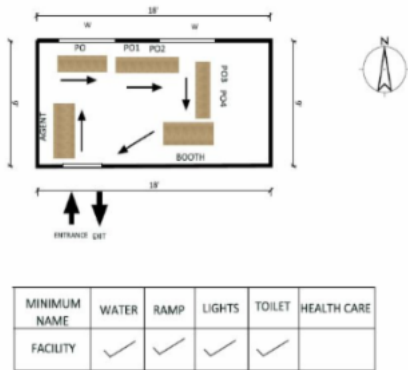 18'
W W
PO PO1 PO2
PO3 PO4
AGENT
9'
9'
BOOTH
18'
ENTRANCE EXIT
MINIMUM NAME WATER RAMP LIGHTS TOILET HEALTH CARE
FACILITY